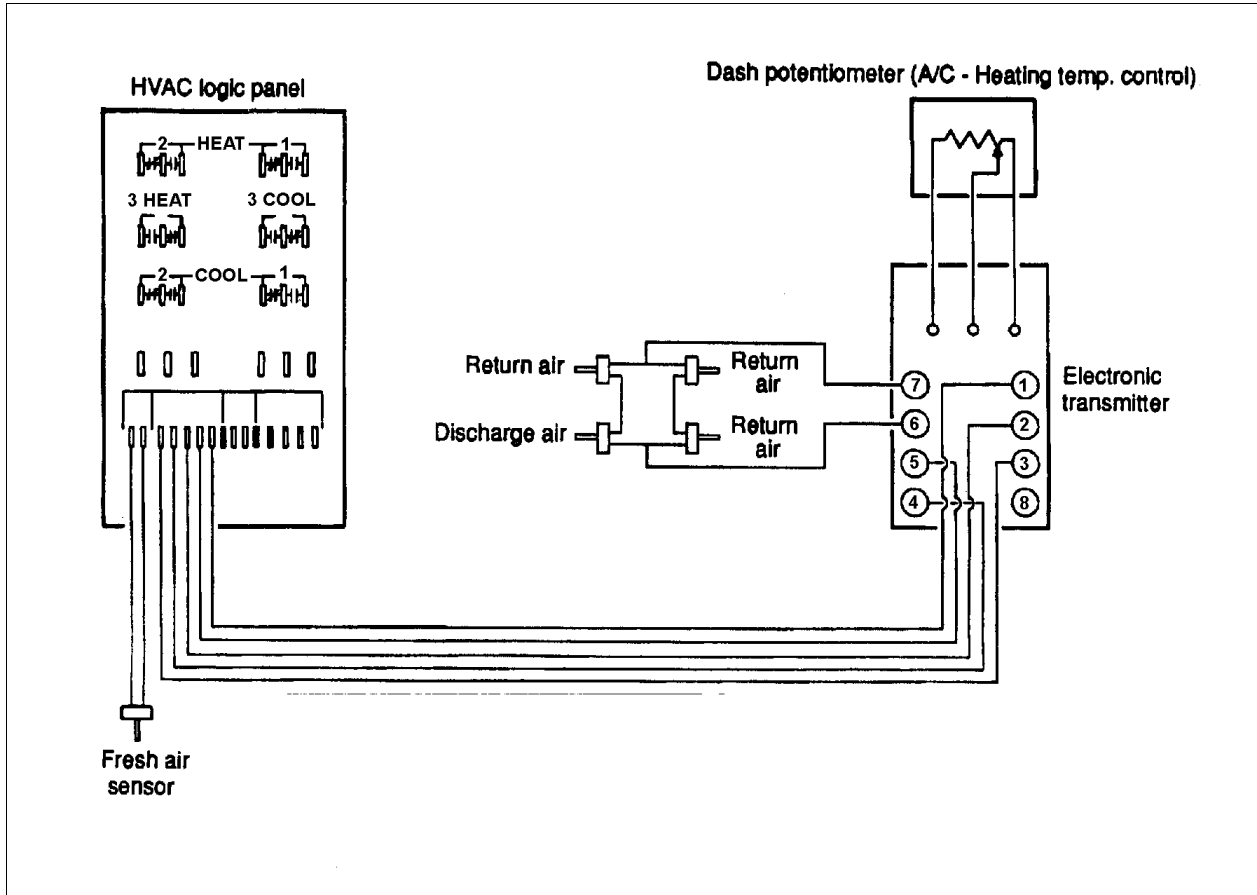 Dash potentiometer (A/C - Heating temp. control)
HVAC logic panel
2 HEAT 1
3 HEAT 3 COOL
2 COOL 1
Return air
Return
air
Discharge air
Return
air
7
6
5
4
1
2
3
8
Electronic
transmitter
Fresh air
sensor